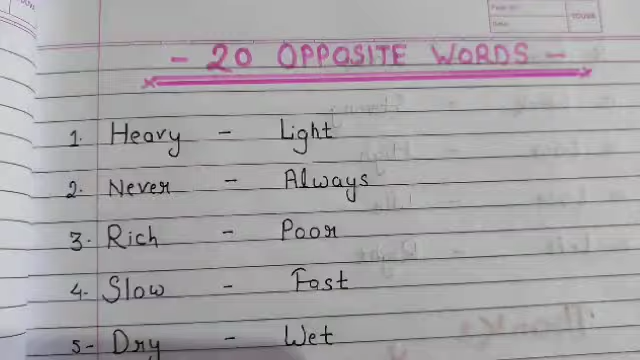 - 20 OPPOSITE WORDS -
1. Heavy - Light
2. Never - Always
3. Rich - Poor
4. Slow - Fast
5- Dry - Wet